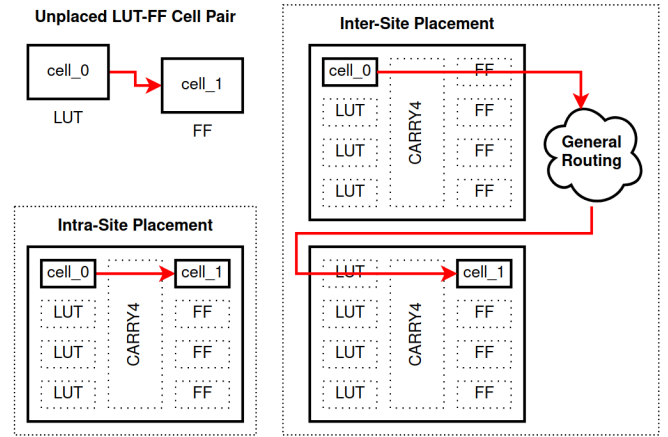 Unplaced LUT-FF Cell Pair
cell_0
cell_1
LUT
FF
Inter-Site Placement
cell_0
FF
LUT
FF
LUT
FF
LUT
FF
CARRY4
General
Routing
Intra-Site Placement
cell_0
cell_1
LUT
FF
LUT
FF
LUT
FF
CARRY4
LUT
cell_1
LUT
FF
LUT
FF
LUT
FF
CARRY4